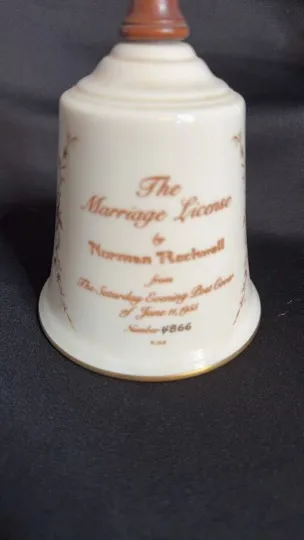 The
Marriage License
by
Norman Rockwell
from
The Saturday Evening Post Cover
of June 11, 1955
Number 4866